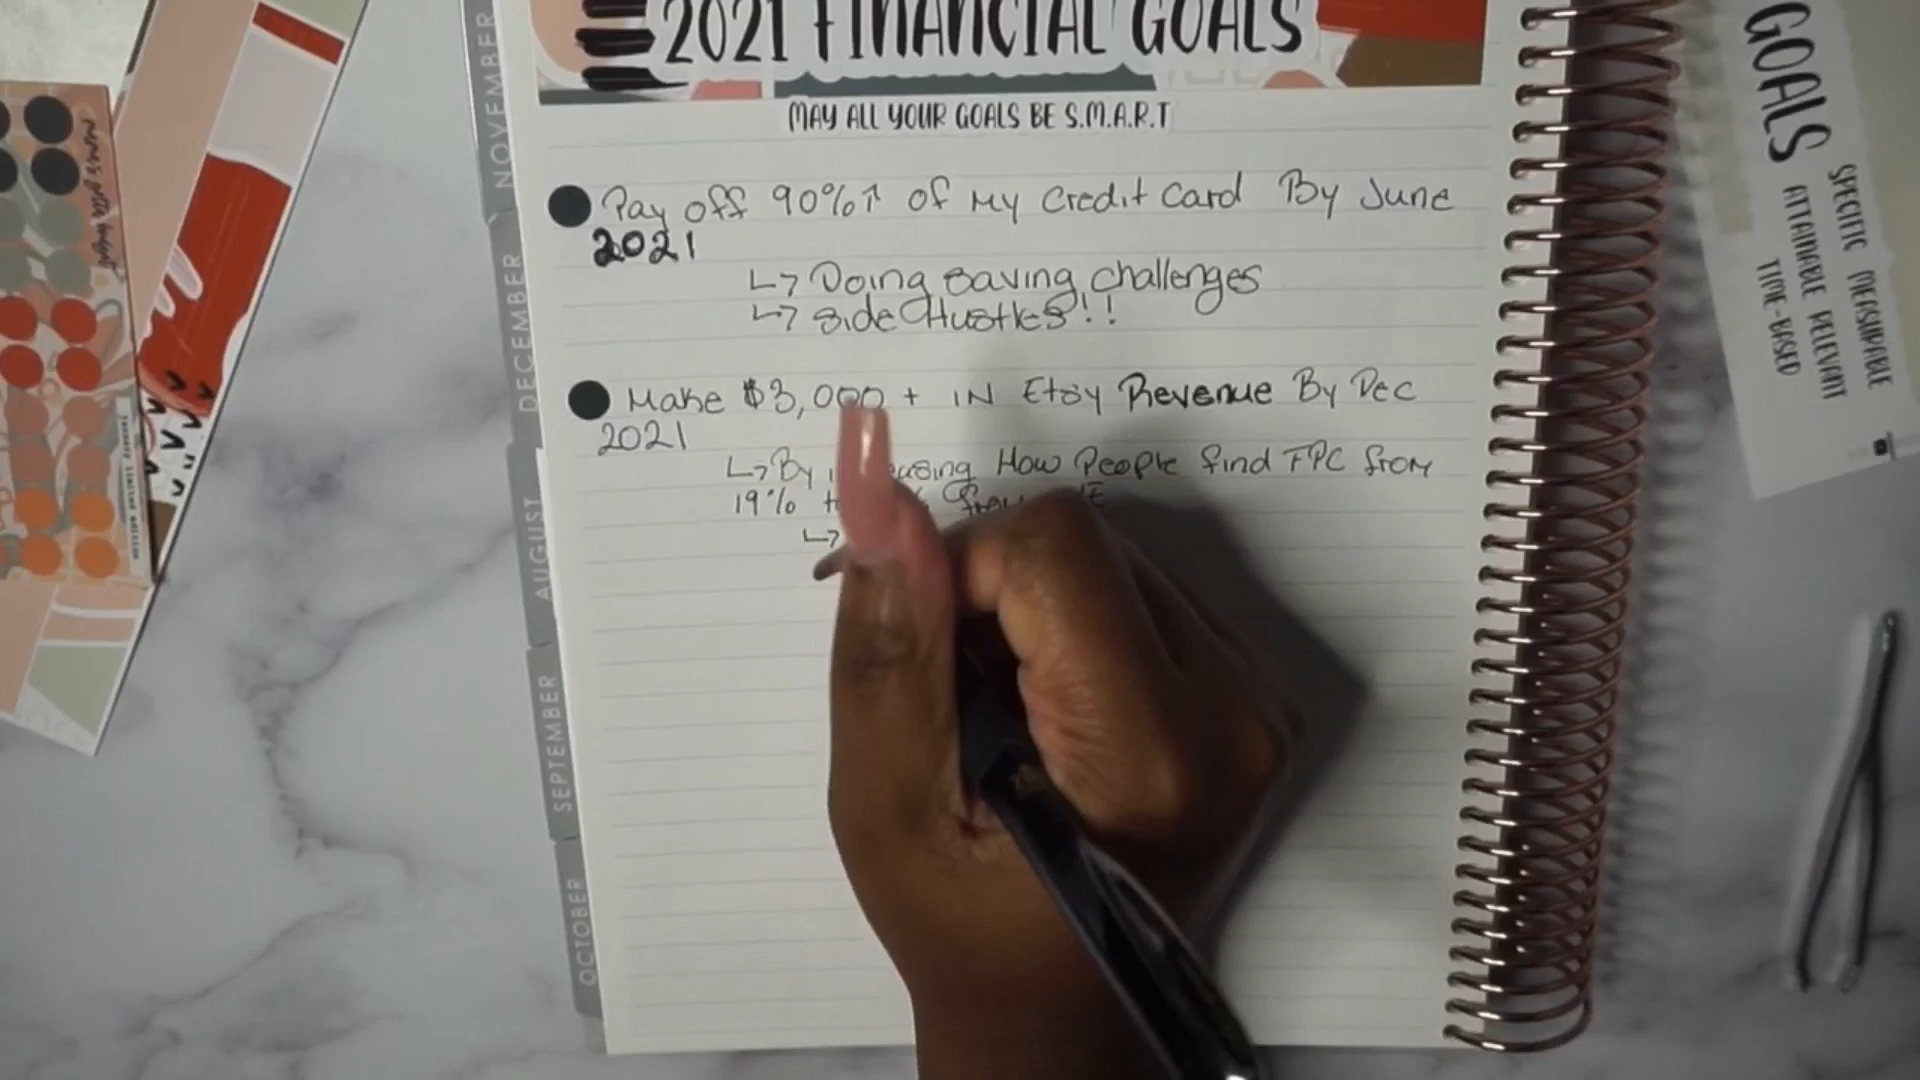 2021 FINANCIAL GOALS
MAY ALL YOUR GOALS BE S.M.A.R.T
Pay off 90%↑ of My Credit Card By June
2021
↳ Doing saving challenges
↳ side Hustles!!
Make $3,000 + IN Etsy Revenue By Dec
2021
↳ By How People find FPC from
19%
↳
NOVEMBER
DECEMBER
AUGUST
SEPTEMBER
OCTOBER
GOALS
SPECIFIC MEASURABLE
ATTAINABLE RELEVANT
TIME-BASED